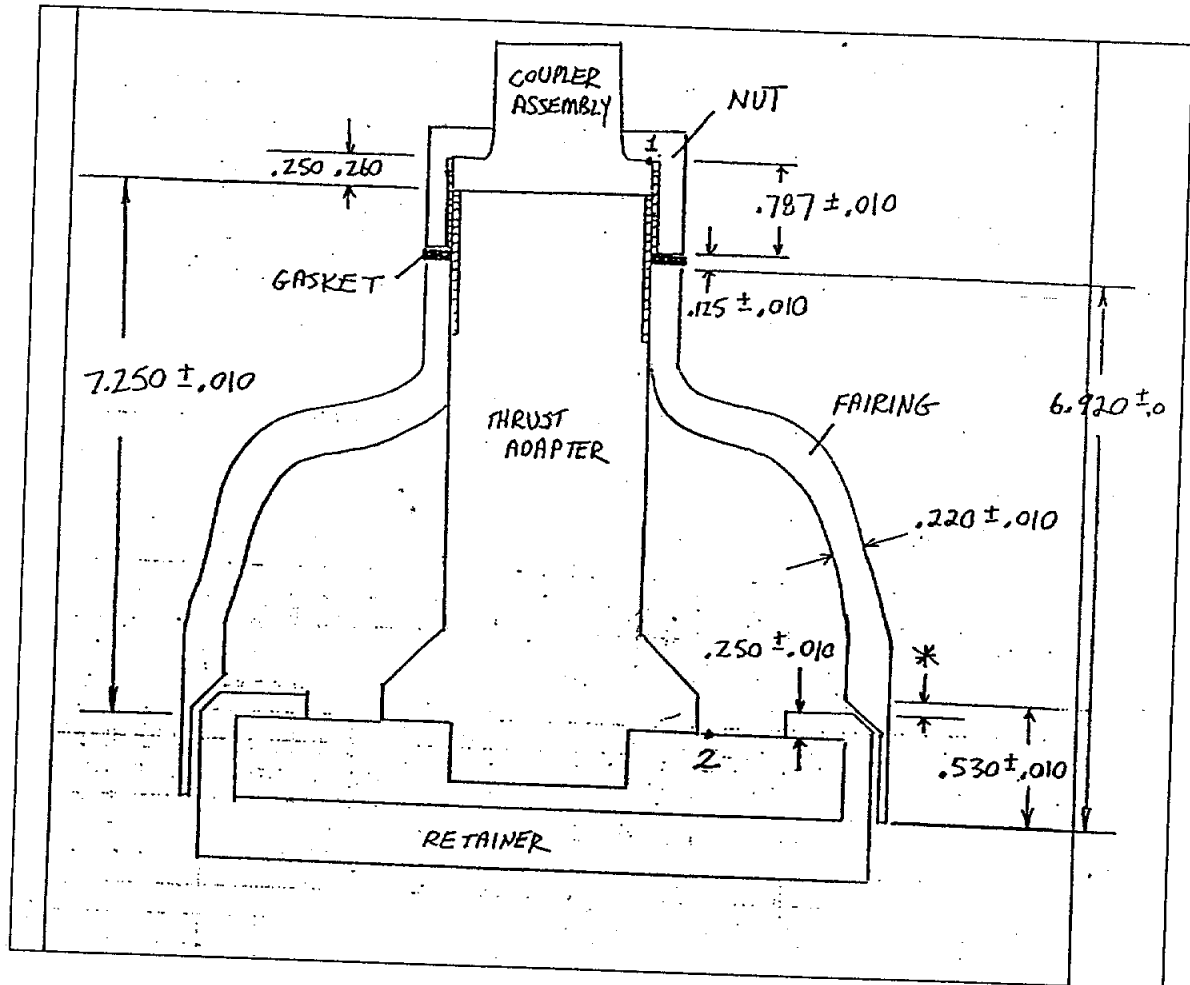 COUPLER
ASSEMBLY
NUT
1
.250 .260
.787 ±.010
GASKET
.125 ±.010
7.250 ±.010
THRUST
ADAPTER
FAIRING
6.920 ±.0
.220 ±.010
.250 ±.010
*
2
.530 ±.010
RETAINER